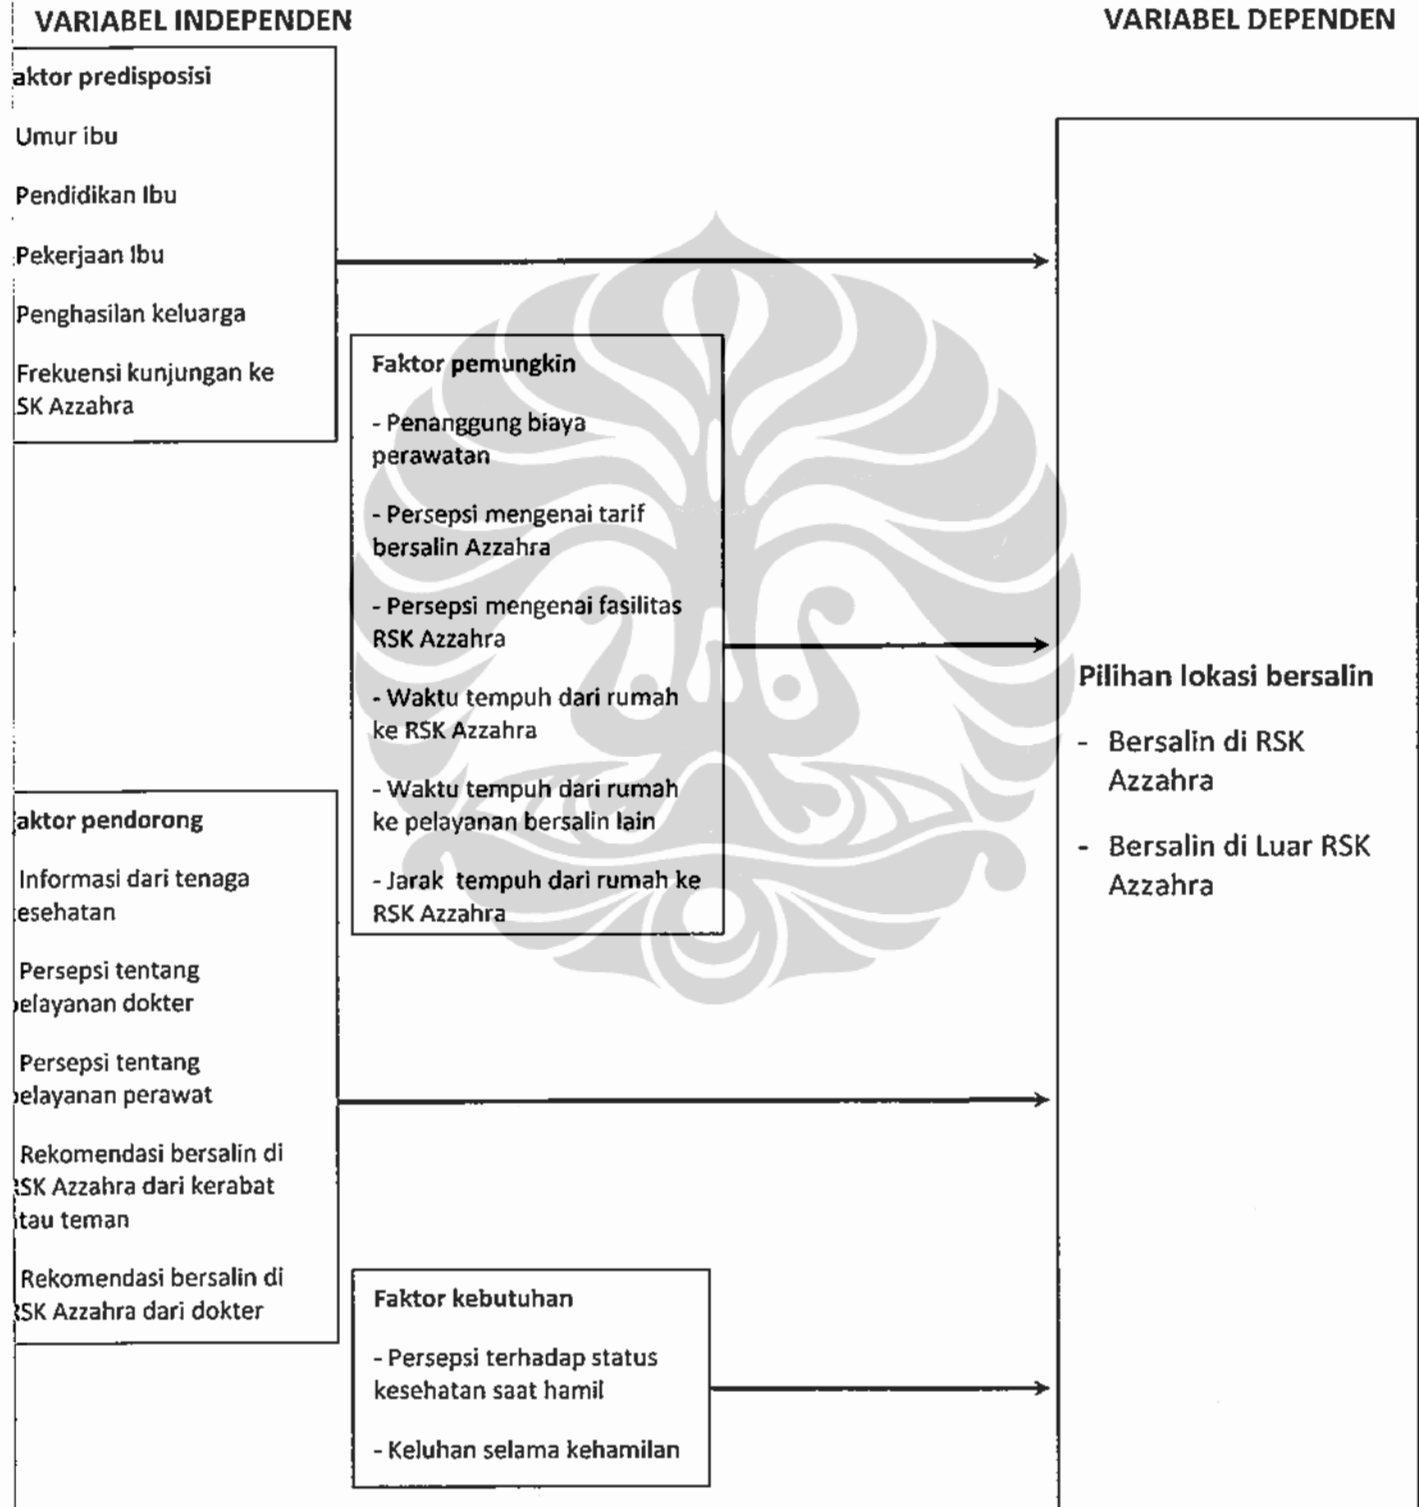 VARIABEL INDEPENDEN
VARIABEL DEPENDEN
aktor predisposisi
Umur ibu
Pendidikan Ibu
Pekerjaan Ibu
Penghasilan keluarga
Frekuensi kunjungan ke
SK Azzahra
Faktor pemungkin
- Penanggung biaya
perawatan
- Persepsi mengenai tarif
bersalin Azzahra
- Persepsi mengenai fasilitas
RSK Azzahra
- Waktu tempuh dari rumah
ke RSK Azzahra
- Waktu tempuh dari rumah
ke pelayanan bersalin lain
- Jarak tempuh dari rumah ke
RSK Azzahra
aktor pendorong
Informasi dari tenaga
esehatan
Persepsi tentang
elayanan dokter
Persepsi tentang
elayanan perawat
Rekomendasi bersalin di
SK Azzahra dari kerabat
tau teman
Rekomendasi bersalin di
SK Azzahra dari dokter
Faktor kebutuhan
- Persepsi terhadap status
kesehatan saat hamil
- Keluhan selama kehamilan
Pilihan lokasi bersalin
- Bersalin di RSK
Azzahra
- Bersalin di Luar RSK
Azzahra